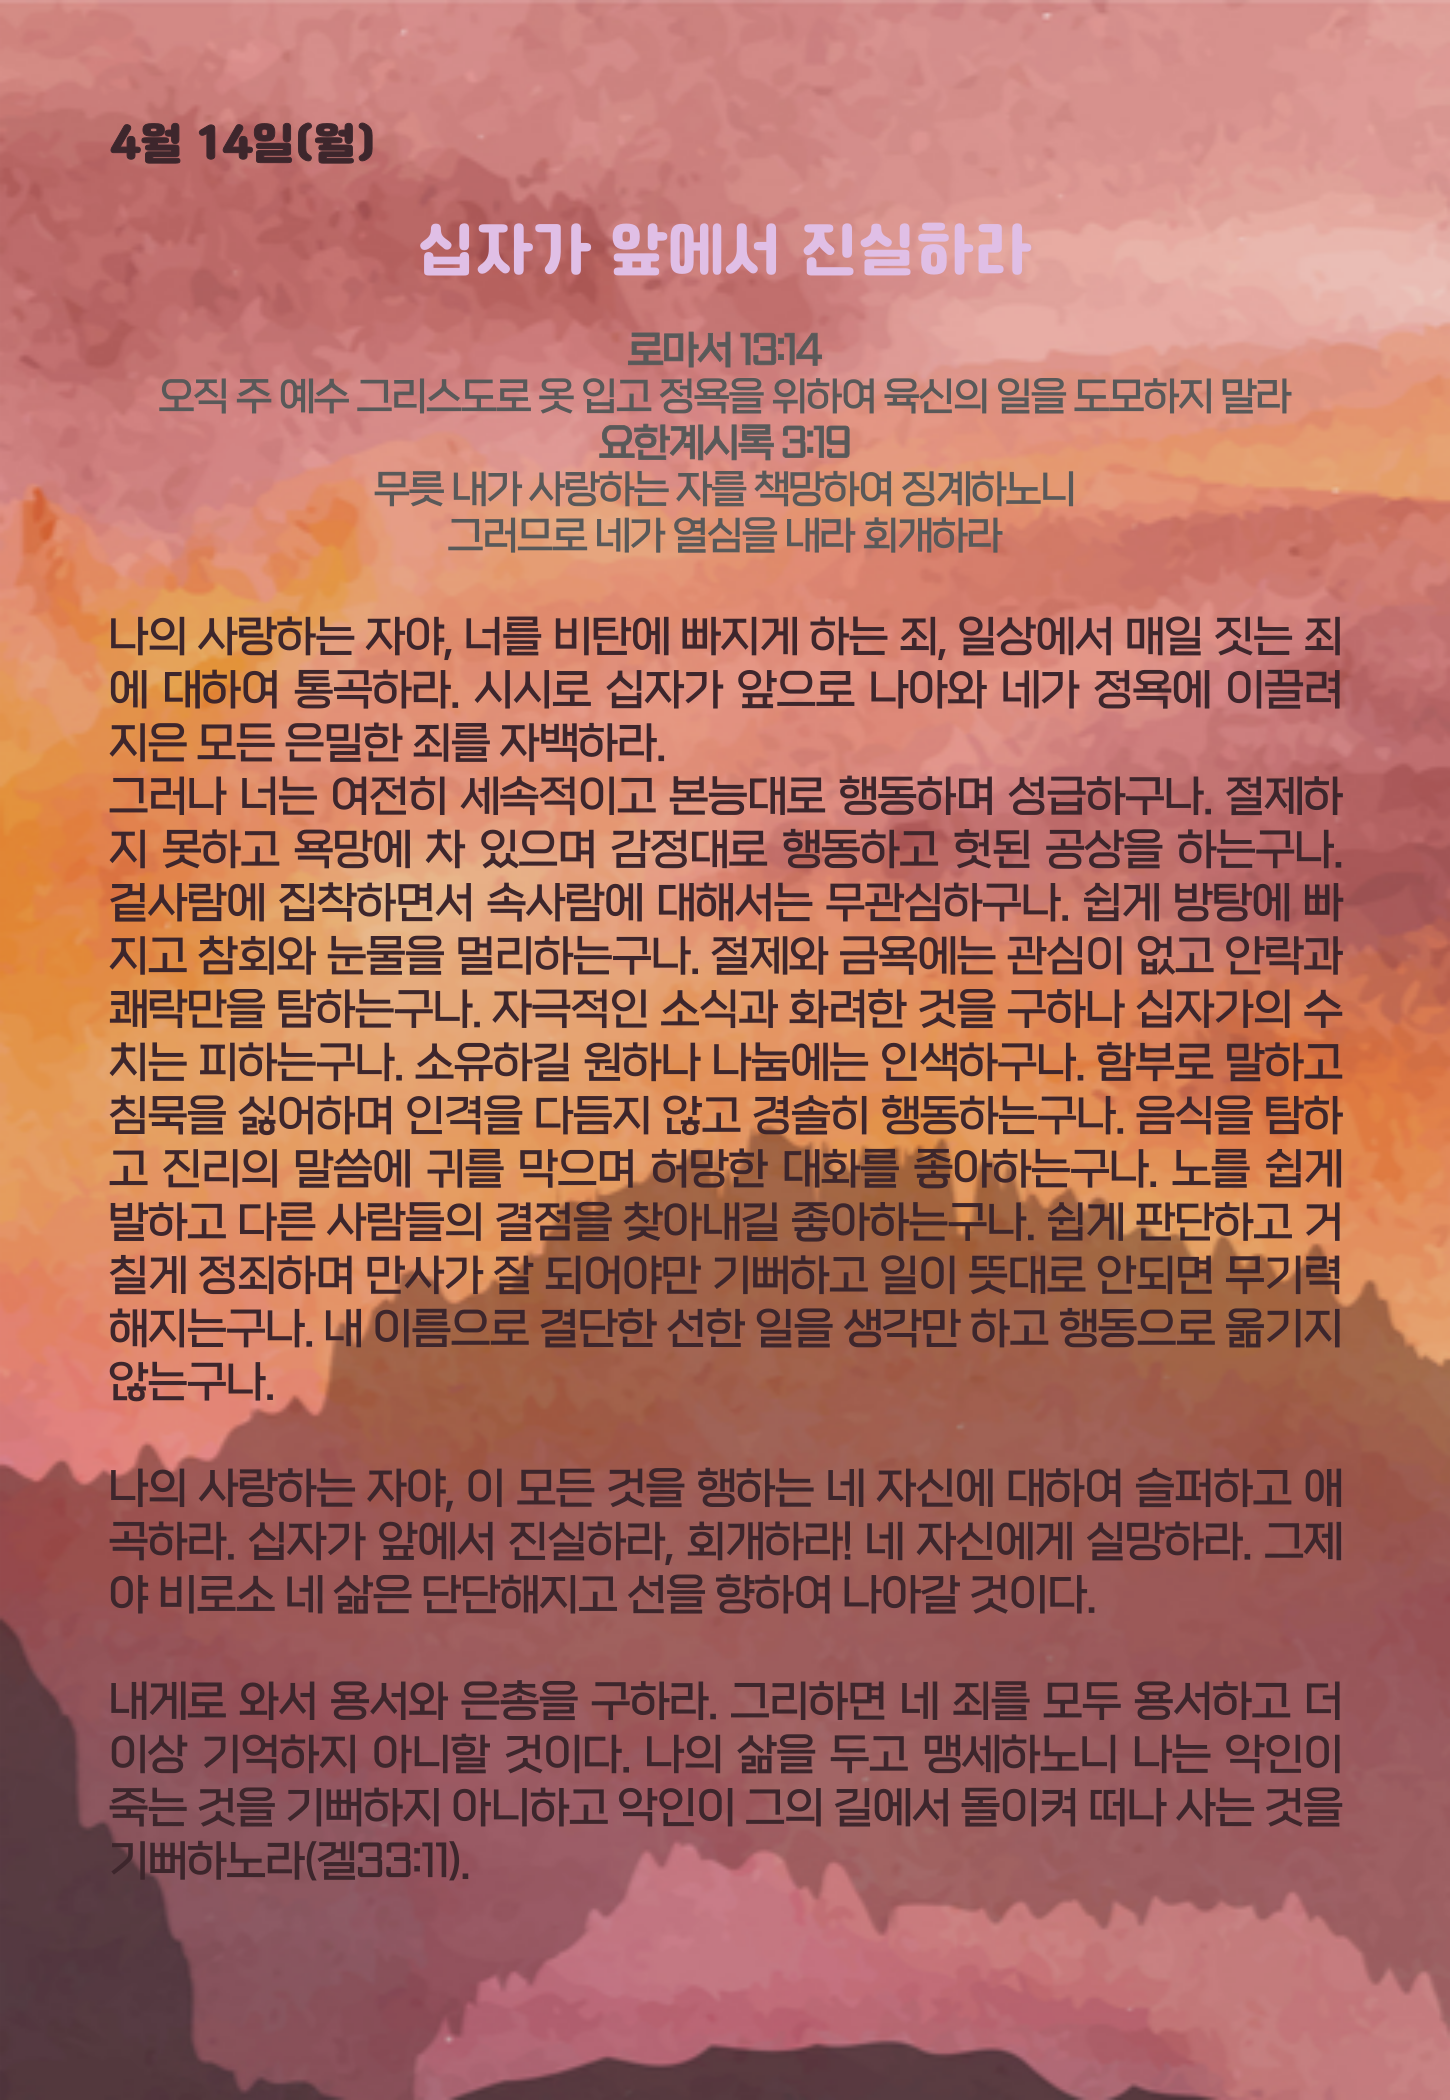 4월 14일(월)
십자가 앞에서 진실하라
로마서 13:14
오직 주 예수 그리스도로 옷 입고 정욕을 위하여 육신의 일을 도모하지 말라
요한계시록 3:19
무릇 내가 사랑하는 자를 책망하여 징계하노니
그러므로 네가 열심을 내라 회개하라
나의 사랑하는 자야, 너를 비탄에 빠지게 하는 죄, 일상에서 매일 짓는 죄
에 대하여 통곡하라. 시시로 십자가 앞으로 나아와 네가 정욕에 이끌려
지은 모든 은밀한 죄를 자백하라.
그러나 너는 여전히 세속적이고 본능대로 행동하며 성급하구나. 절제하
지 못하고 욕망에 차 있으며 감정대로 행동하고 헛된 공상을 하는구나.
겉사람에 집착하면서 속사람에 대해서는 무관심하구나. 쉽게 방탕에 빠
지고 참회와 눈물을 멀리하는구나. 절제와 금욕에는 관심이 없고 안락과
쾌락만을 탐하는구나. 자극적인 소식과 화려한 것을 구하나 십자가의 수
치는 피하는구나. 소유하길 원하나 나눔에는 인색하구나. 함부로 말하고
침묵을 싫어하며 인격을 다듬지 않고 경솔히 행동하는구나. 음식을 탐하
고 진리의 말씀에 귀를 막으며 허망한 대화를 좋아하는구나. 노를 쉽게
발하고 다른 사람들의 결점을 찾아내길 좋아하는구나. 쉽게 판단하고 거
칠게 정죄하며 만사가 잘 되어야만 기뻐하고 일이 뜻대로 안되면 무기력
해지는구나. 내 이름으로 결단한 선한 일을 생각만 하고 행동으로 옮기지
않는구나.
나의 사랑하는 자야, 이 모든 것을 행하는 네 자신에 대하여 슬퍼하고 애
곡하라. 십자가 앞에서 진실하라, 회개하라! 네 자신에게 실망하라. 그제
야 비로소 네 삶은 단단해지고 선을 향하여 나아갈 것이다.
내게로 와서 용서와 은총을 구하라. 그리하면 네 죄를 모두 용서하고 더
이상 기억하지 아니할 것이다. 나의 삶을 두고 맹세하노니 나는 악인이
죽는 것을 기뻐하지 아니하고 악인이 그의 길에서 돌이켜 떠나 사는 것을
기뻐하노라(겔33:11).